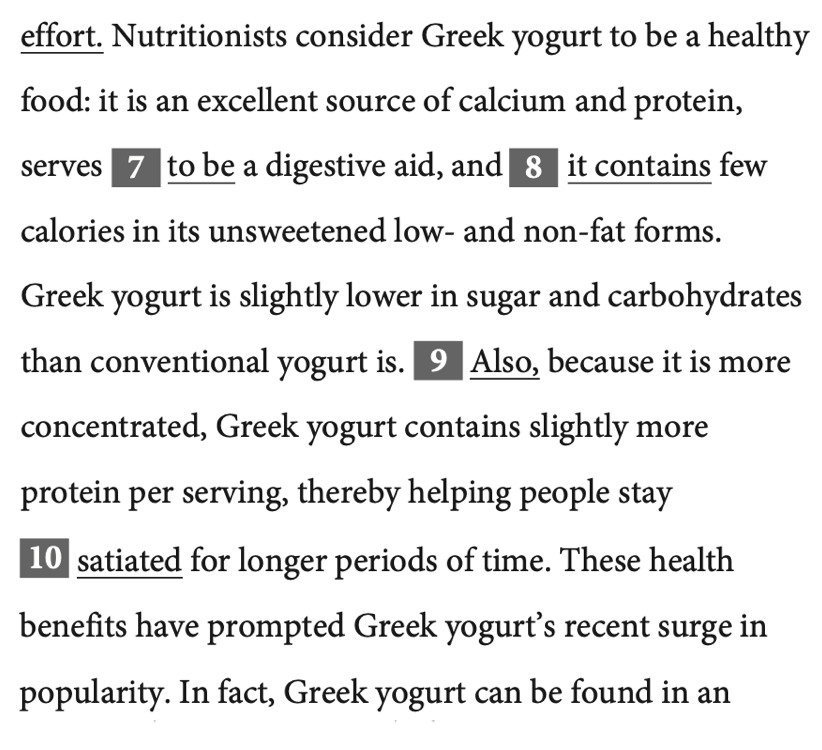 effort. Nutritionists consider Greek yogurt to be a healthy
food: it is an excellent source of calcium and protein,
serves 7 to be a digestive aid, and 8 it contains few
calories in its unsweetened low- and non-fat forms.
Greek yogurt is slightly lower in sugar and carbohydrates
than conventional yogurt is. 9 Also, because it is more
concentrated, Greek yogurt contains slightly more
protein per serving, thereby helping people stay
10 satiated for longer periods of time. These health
benefits have prompted Greek yogurt’s recent surge in
popularity. In fact, Greek yogurt can be found in an